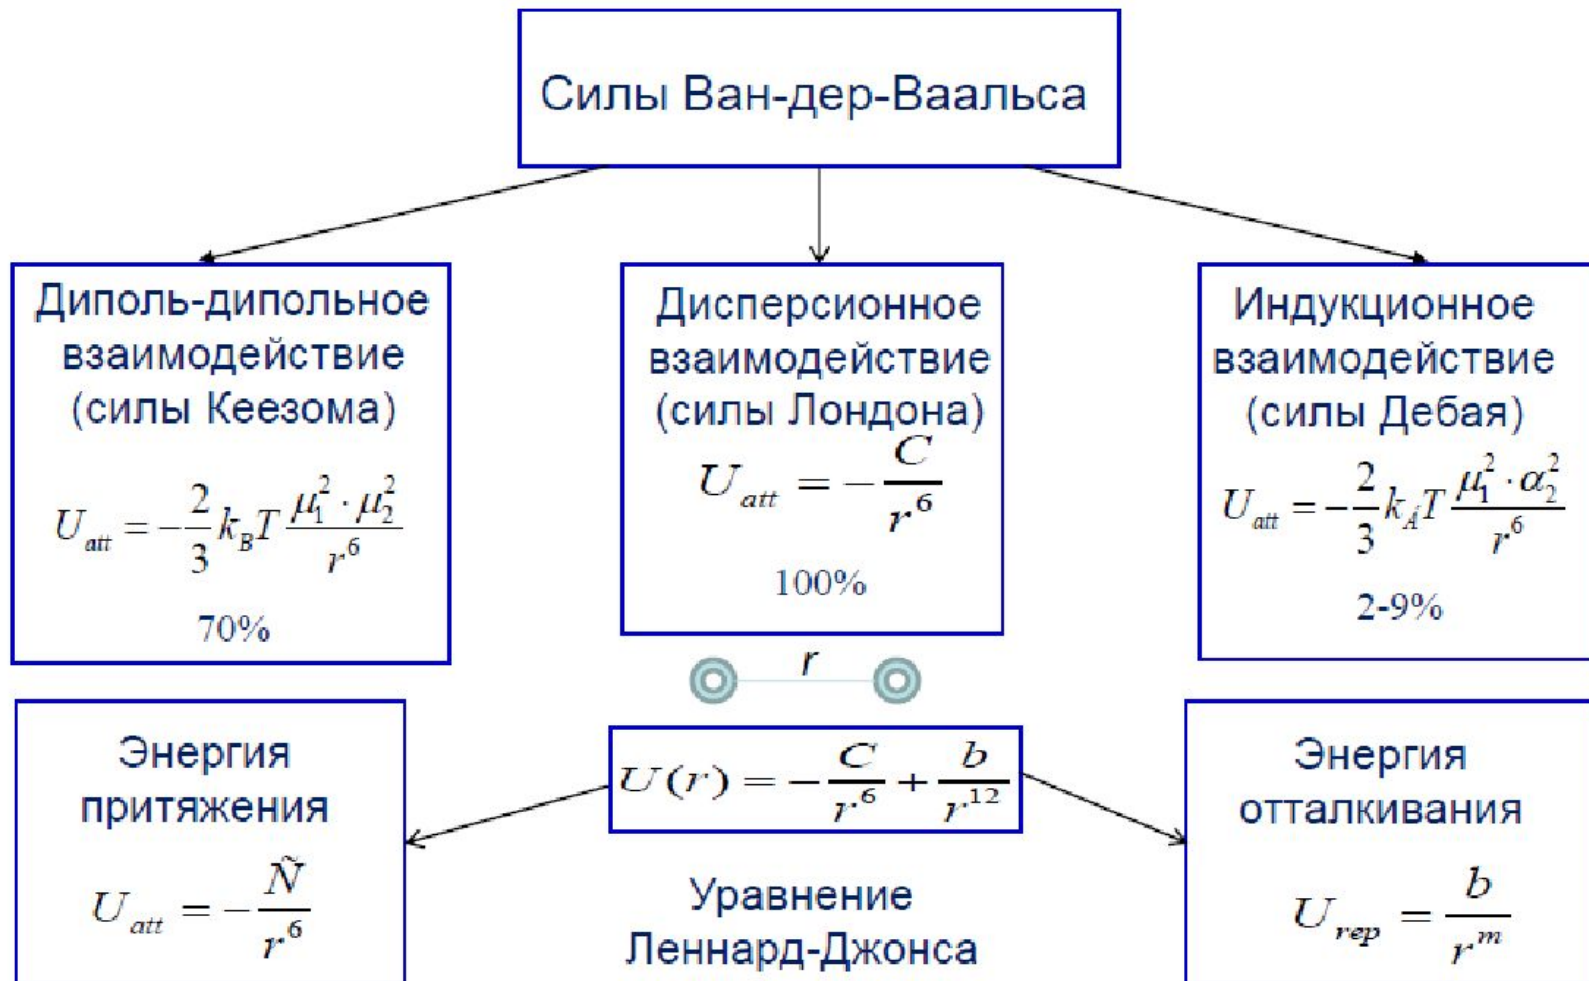 Силы Ван-дер-Ваальса
Диполь-дипольное
взаимодействие
(силы Кеезома)
U_att = -2/3 k_B T μ₁² · μ₂² / r⁶
70%
Дисперсионное
взаимодействие
(силы Лондона)
U_att = - C / r⁶
100%
Индукционное
взаимодействие
(силы Дебая)
U_att = -2/3 k_Á T μ₁² · α₂² / r⁶
2-9%
r
Энергия
притяжения
U_att = - Ñ / r⁶
U(r) = - C / r⁶ + b / r¹²
Уравнение
Леннард-Джонса
Энергия
отталкивания
U_rep = b / r^m